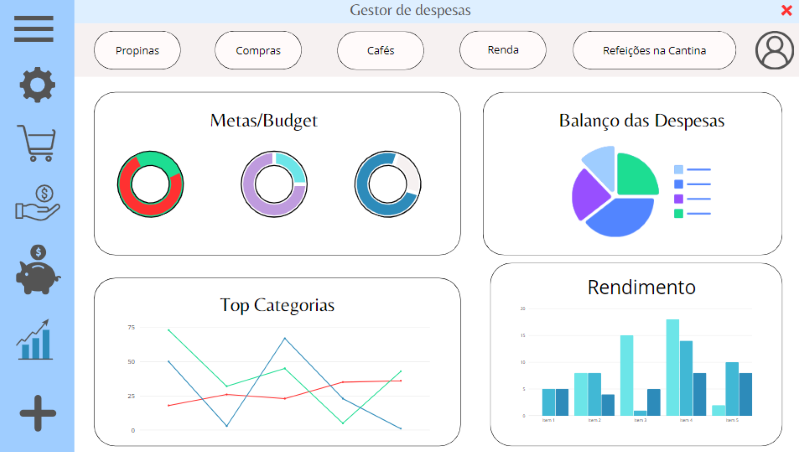 Gestor de despesas
Propinas
Compras
Cafés
Renda
Refeições na Cantina
Metas/Budget
Balanço das Despesas
$
$
Top Categorias
75
50
25
0
Rendimento
20
15
10
5
0
Item 1
Item 2
Item 3
Item 4
Item 5